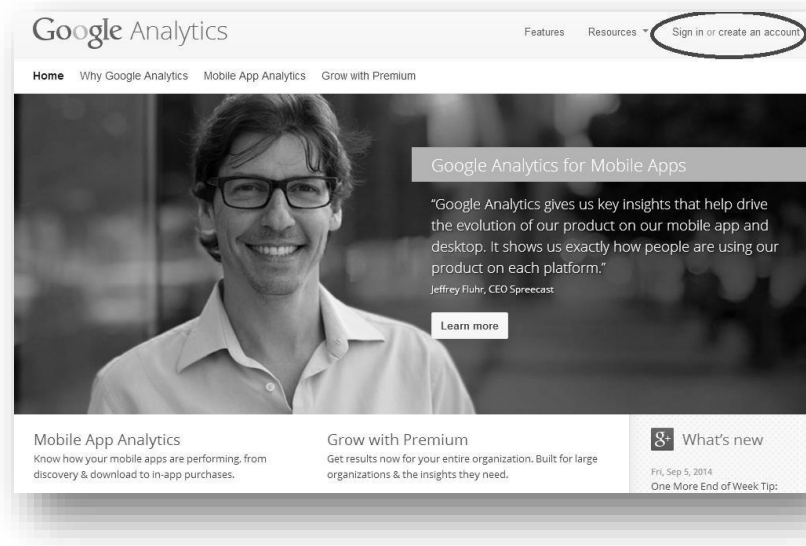 Google Analytics
Features Resources Sign in or create an account
Home Why Google Analytics Mobile App Analytics Grow with Premium
Google Analytics for Mobile Apps
“Google Analytics gives us key insights that help drive
the evolution of our product on our mobile app and
desktop. It shows us exactly how people are using our
product on each platform.”
Jeffrey Fluhr, CEO Spreecast
Learn more
Mobile App Analytics
Know how your mobile apps are performing, from
discovery & download to in-app purchases.
Grow with Premium
Get results now for your entire organization. Built for large
organizations & the insights they need.
g+ What's new
Fri, Sep 5, 2014
One More End of Week Tip: